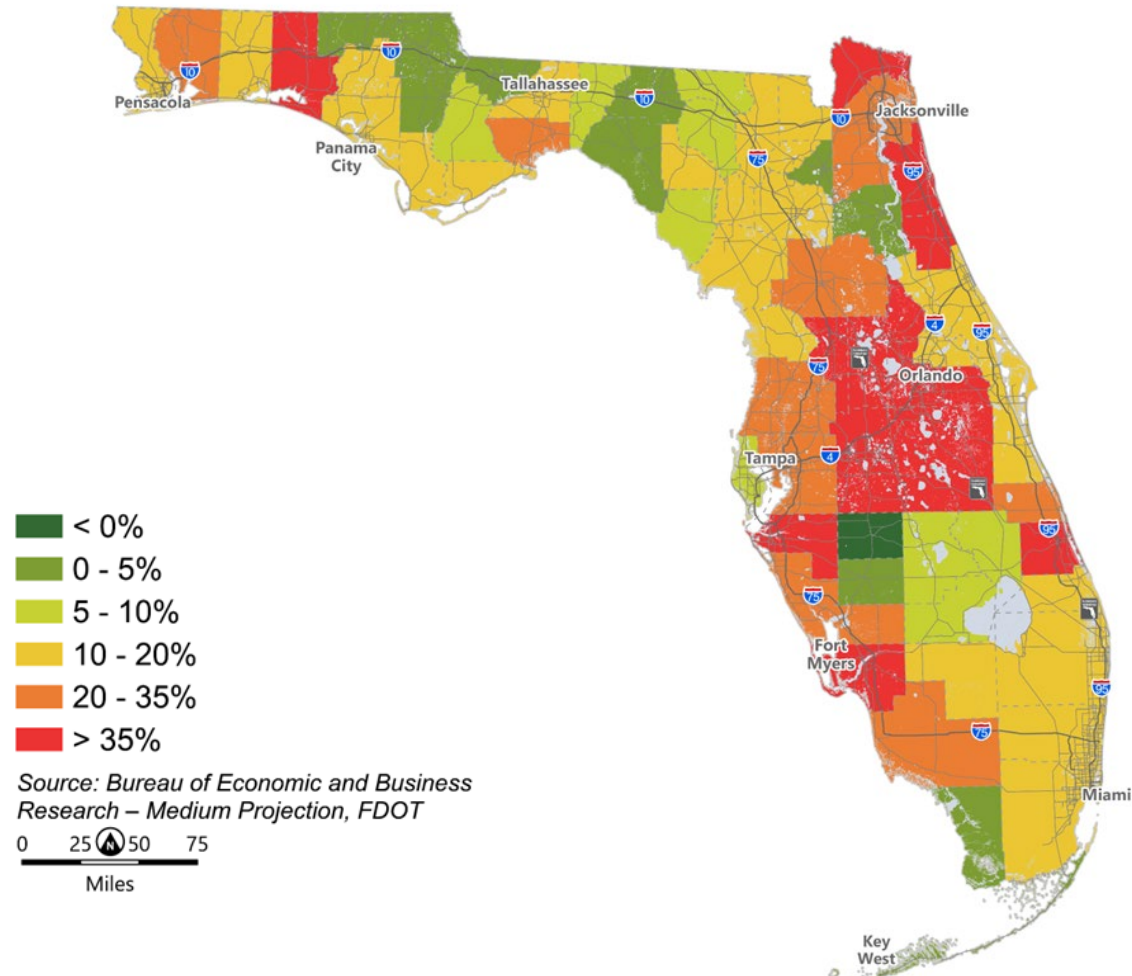 10
10
Tallahassee
Pensacola
10
10
Jacksonville
Panama
City
75
95
4
95
75
Orlando
Tampa
4
< 0%
0 - 5%
5 - 10%
10 - 20%
20 - 35%
> 35%
95
75
Fort
Myers
95
75
Source: Bureau of Economic and Business
Research – Medium Projection, FDOT
Miami
0 25 N 50 75
Miles
Key
West